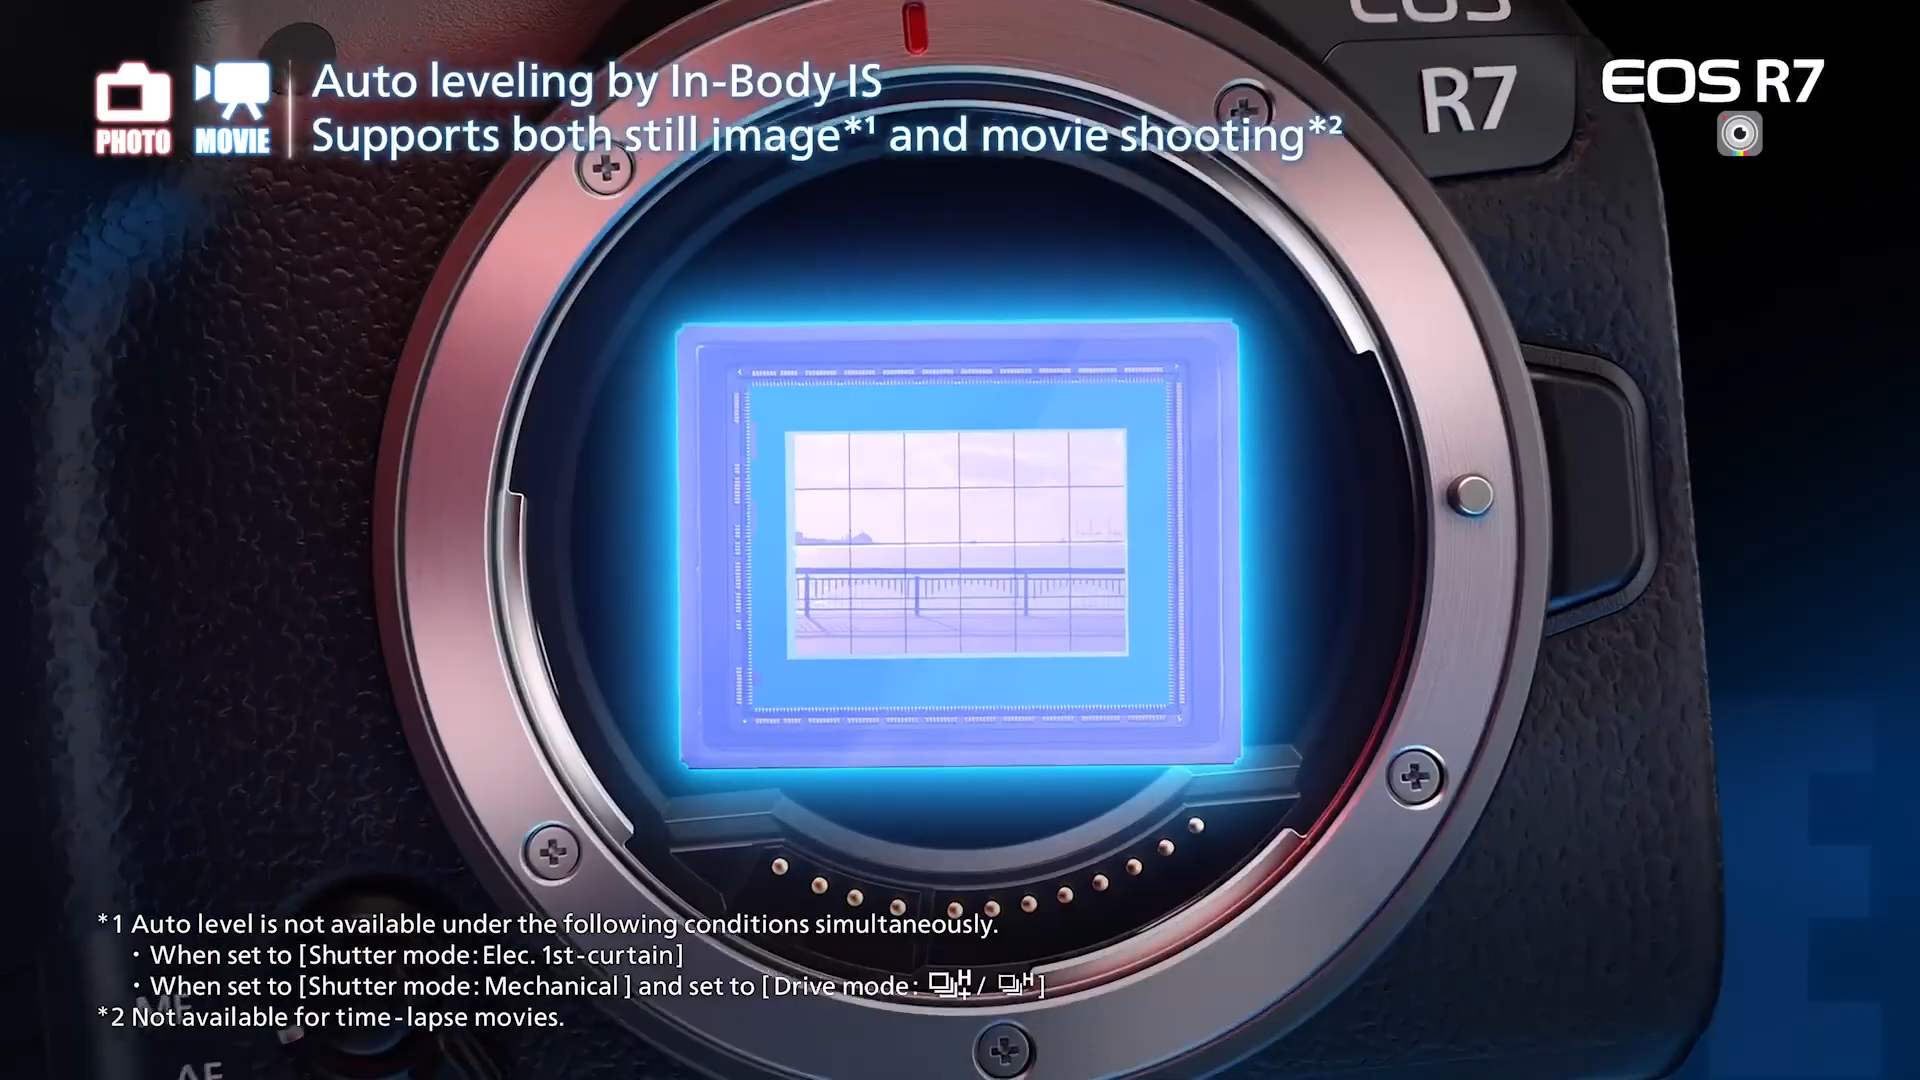 EOS
R7
EOS R7
PHOTO MOVIE
Auto leveling by In-Body IS
Supports both still image*1 and movie shooting*2
*1 Auto level is not available under the following conditions simultaneously.
・When set to [Shutter mode: Elec. 1st-curtain]
・When set to [Shutter mode: Mechanical] and set to [Drive mode: H+ / H]
*2 Not available for time-lapse movies.
MF
AF